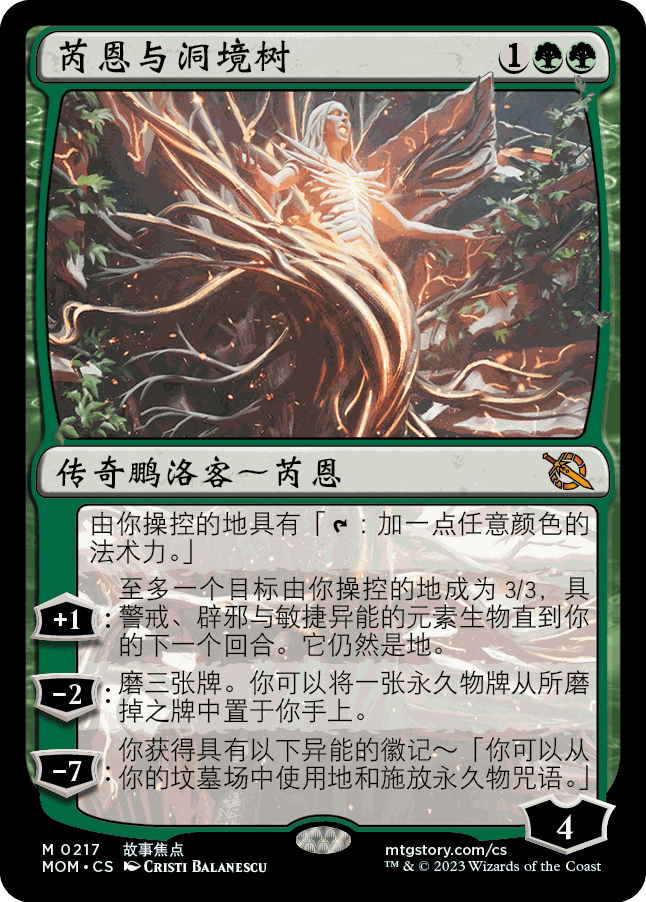 芮恩与洞境树 1
传奇鹏洛客～芮恩
由你操控的地具有「 : 加一点任意颜色的
法术力。」
+1 : 至多一个目标由你操控的地成为 3/3，具
警戒、辟邪与敏捷异能的元素生物直到你
的下一个回合。它仍然是地。
−2 : 磨三张牌。你可以将一张永久物牌从所磨
掉之牌中置于你手上。
−7 : 你获得具有以下异能的徽记～「你可以从
你的坟墓场中使用地和施放永久物咒语。」
4
M 0217 故事焦点
MOM • CS CRISTI BALANESCU
mtgstory.com/cs
™ & © 2023 Wizards of the Coast